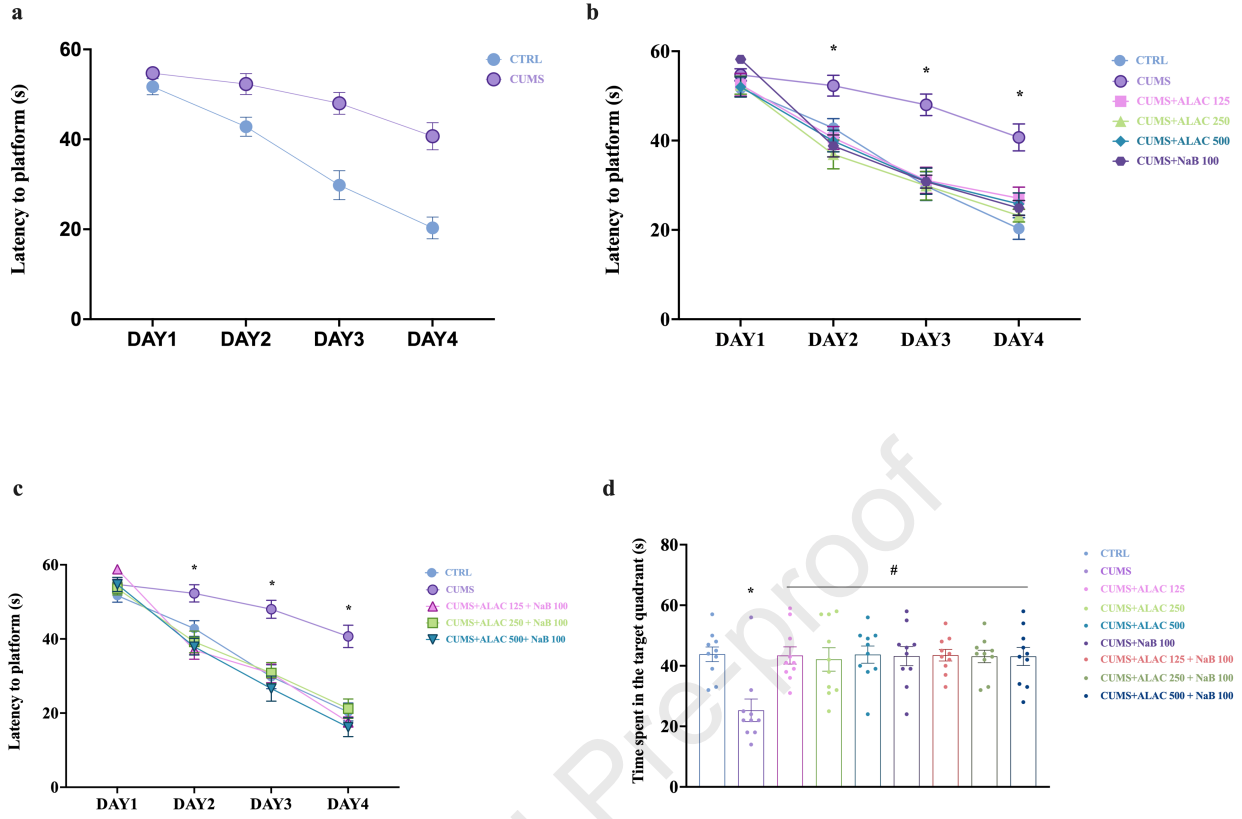 a
Latency to platform (s)
60
40
20
0
DAY1 DAY2 DAY3 DAY4
CTRL
CUMS
b
Latency to platform (s)
60
40
20
0
* * *
DAY1 DAY2 DAY3 DAY4
CTRL
CUMS
CUMS+ALAC 125
CUMS+ALAC 250
CUMS+ALAC 500
CUMS+NaB 100
c
Latency to platform (s)
60
40
20
0
* * *
DAY1 DAY2 DAY3 DAY4
CTRL
CUMS
CUMS+ALAC 125 + NaB 100
CUMS+ALAC 250 + NaB 100
CUMS+ALAC 500+ NaB 100
d
Time spent in the target quadrant (s)
80
60
40
20
0
* #
CTRL
CUMS
CUMS+ALAC 125
CUMS+ALAC 250
CUMS+ALAC 500
CUMS+NaB 100
CUMS+ALAC 125 + NaB 100
CUMS+ALAC 250 + NaB 100
CUMS+ALAC 500 + NaB 100
Pre-proof